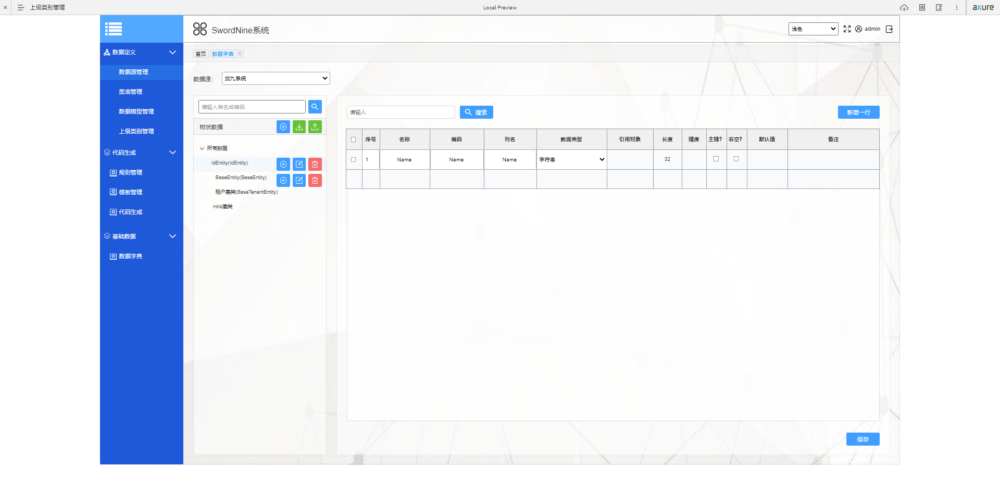 上级类别管理
Local Preview
axure
SwordNine系统
浅色
admin
数据定义
数据源管理
类表管理
数据模型管理
上级类别管理
代码生成
规则管理
模板管理
代码生成
基础数据
数据字典
首页 数据字典
数据源： 剑九系统
请输入类名或编码
树状数据
所有数据
IdEntity(IdEntity)
BaseEntity(BaseEntity)
租户基类(BaseTenantEntity)
IntId基类
请输入 搜索 新增一行
序号 名称 编码 列名 数据类型 引用对象 长度 精度 主键? 非空? 默认值 备注
1 Name Name Name 字符串 32
保存